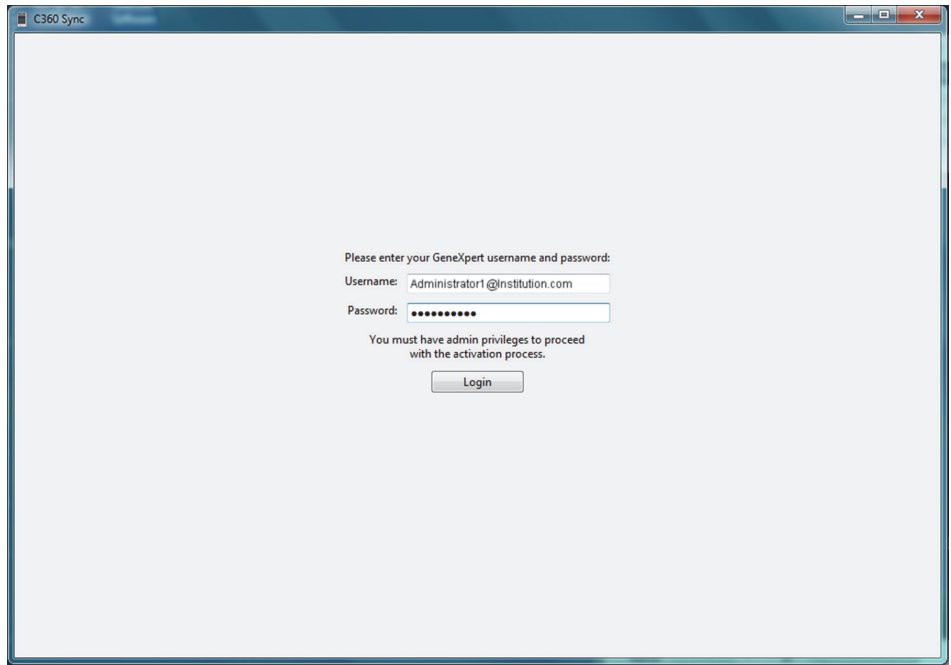 C360 Sync
Please enter your GeneXpert username and password:
Username: Administrator1@Institution.com
Password: ●●●●●●●●●●
You must have admin privileges to proceed
with the activation process.
Login